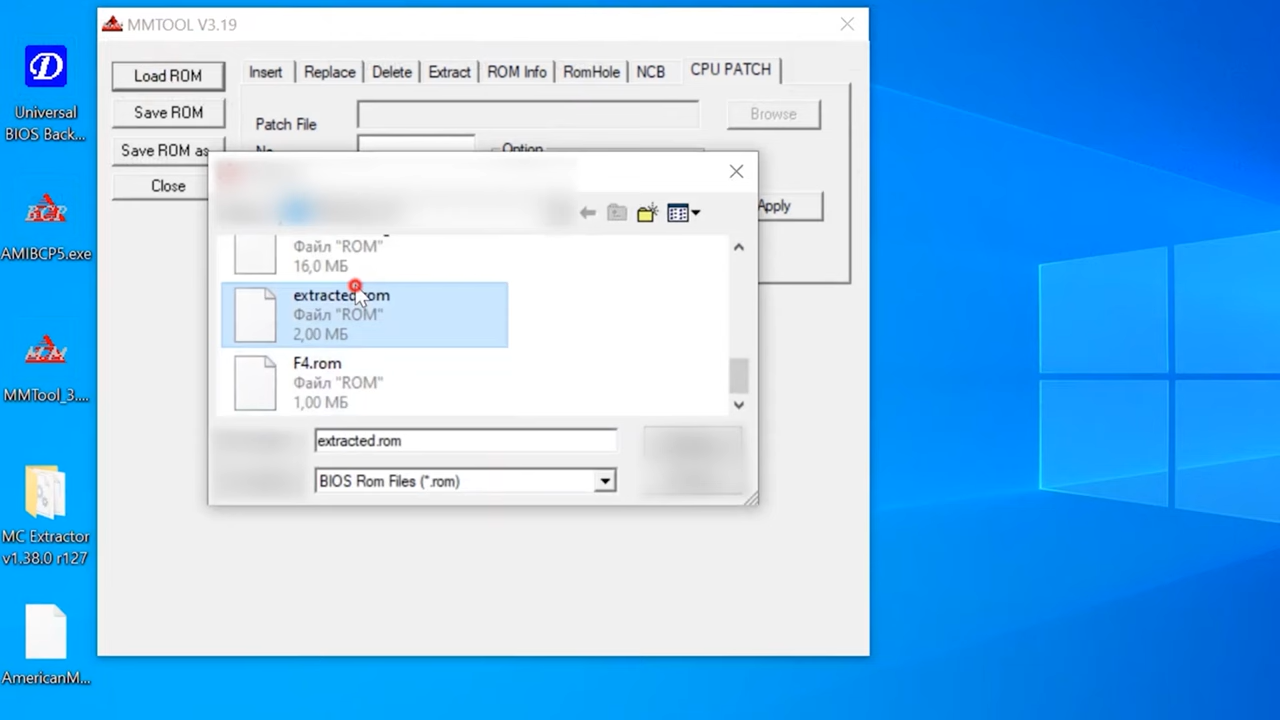 MMTOOL V3.19
Load ROM
Save ROM
Save ROM as
Close
Insert
Replace
Delete
Extract
ROM Info
RomHole
NCB
CPU PATCH
Patch File
Browse
Option
Apply
Файл "ROM"
16,0 МБ
extracted.rom
Файл "ROM"
2,00 МБ
F4.rom
Файл "ROM"
1,00 МБ
extracted.rom
BIOS Rom Files (*.rom)
Universal
BIOS Back...
AMIBCP5.exe
MMTool_3....
MC Extractor
v1.38.0 r127
AmericanM...